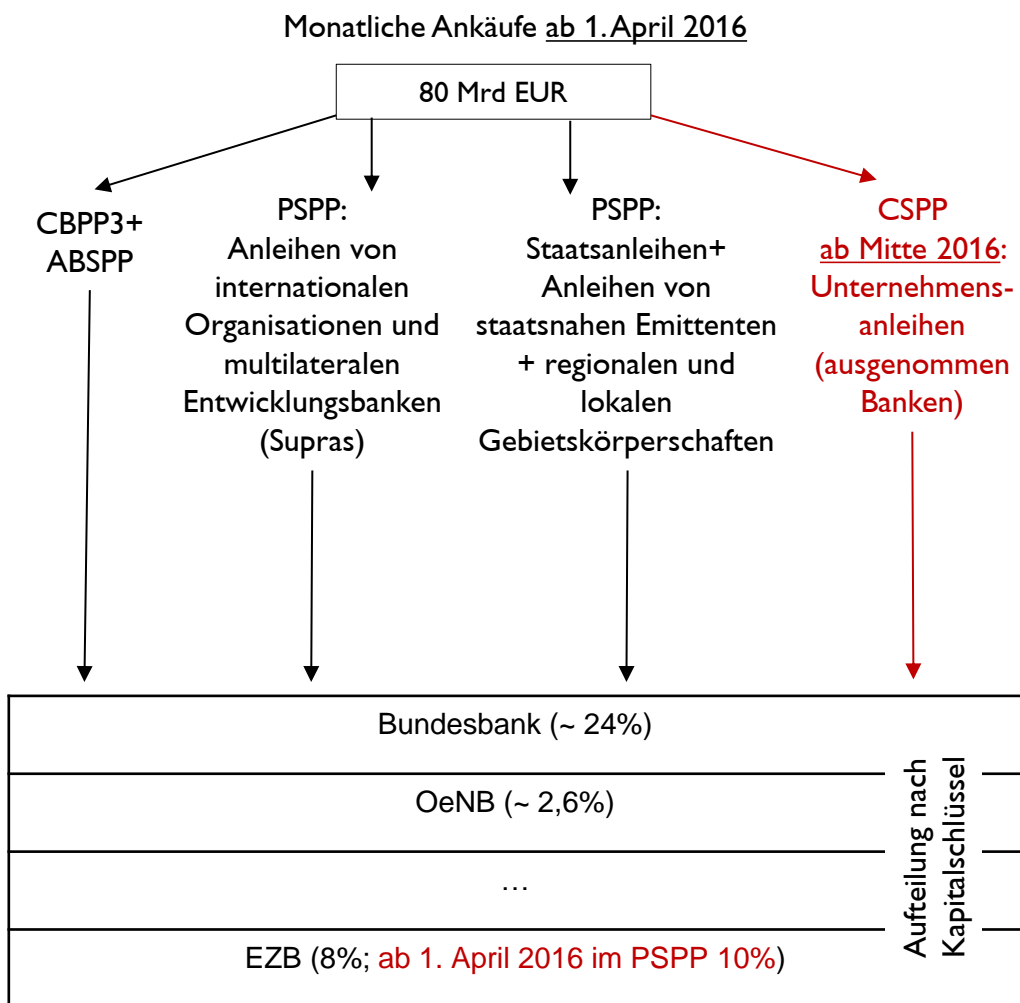 Monatliche Ankäufe ab 1. April 2016
80 Mrd EUR
CBPP3+
ABSPP
PSPP:
Anleihen von
internationalen
Organisationen und
multilateralen
Entwicklungsbanken
(Supras)
PSPP:
Staatsanleihen+
Anleihen von
staatsnahen Emittenten
+ regionalen und
lokalen
Gebietskörperschaften
CSPP
ab Mitte 2016:
Unternehmens-
anleihen
(ausgenommen
Banken)
Bundesbank (~ 24%)
OeNB (~ 2,6%)
…
EZB (8%; ab 1. April 2016 im PSPP 10%)
Aufteilung nach
Kapitalschlüssel